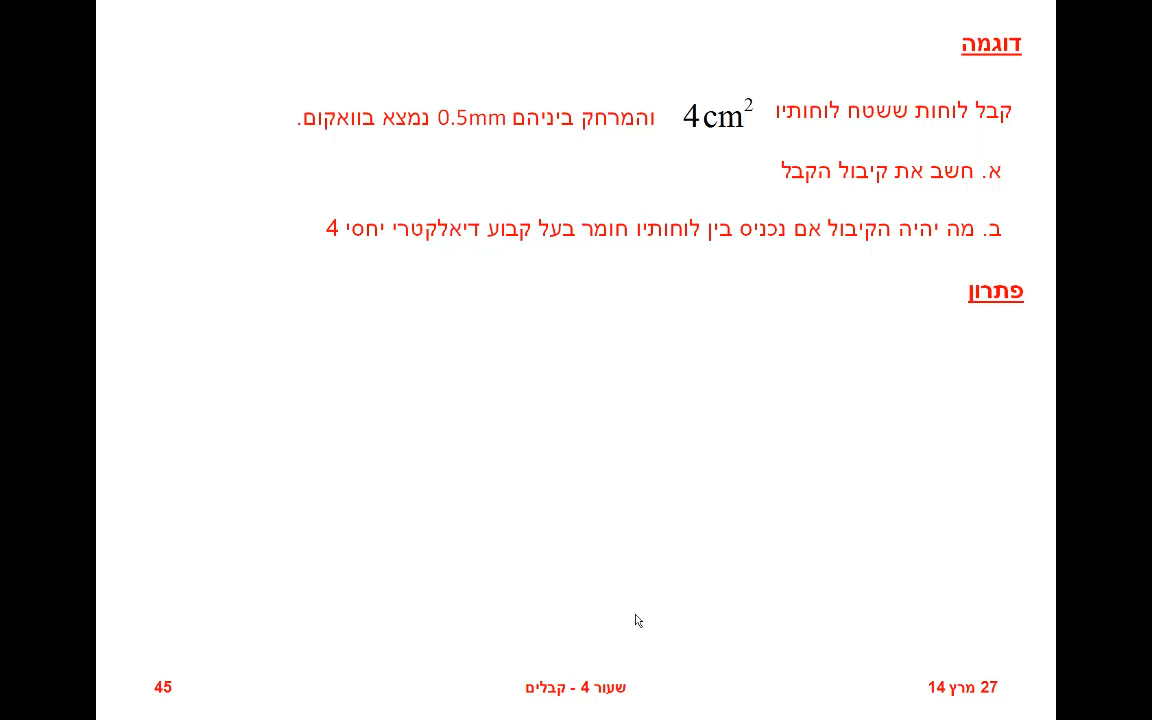 דוגמה
קבל לוחות ששטח לוחותיו 4cm² והמרחק ביניהם 0.5mm נמצא בוואקום.
א. חשב את קיבול הקבל
ב. מה יהיה הקיבול אם נכניס בין לוחותיו חומר בעל קבוע דיאלקטרי יחסי 4
פתרון
27 מרץ 14 שעור 4 - קבלים 45